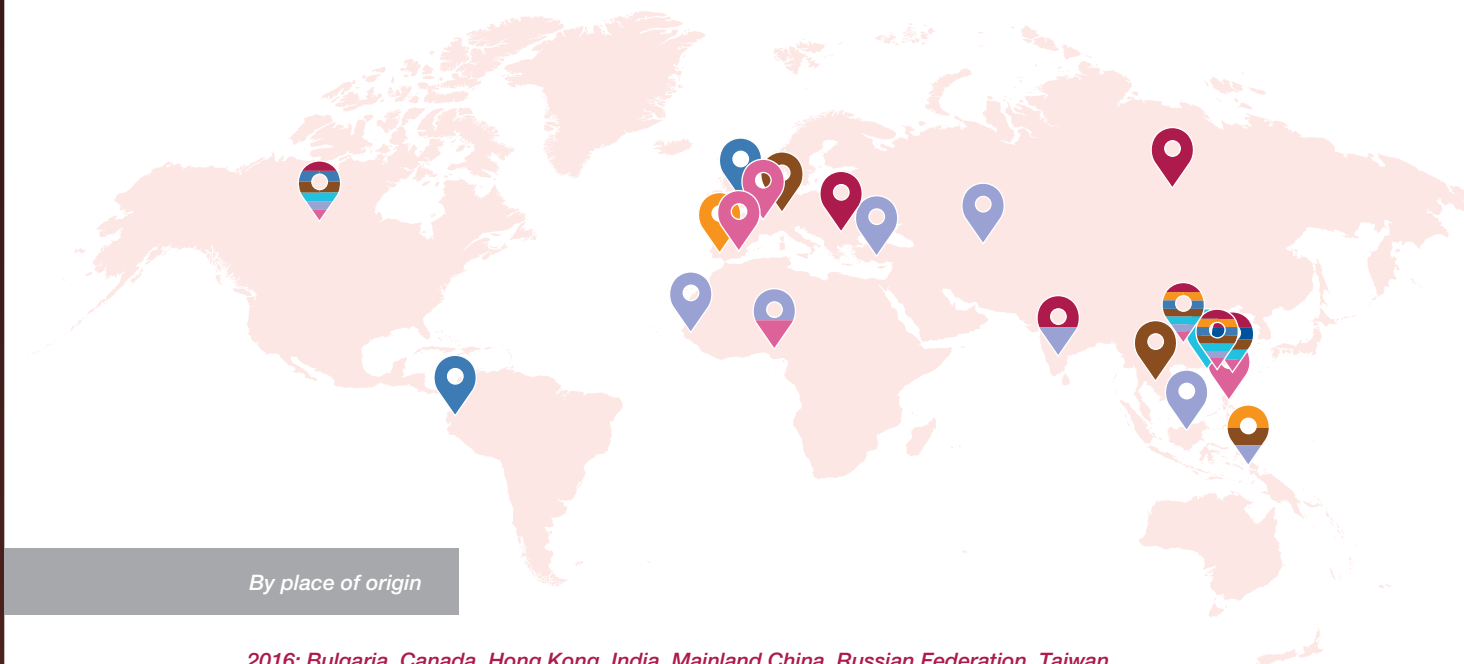 By place of origin
2016: Bulgaria, Canada, Hong Kong, India, Mainland China, Russian Federation, Taiwan